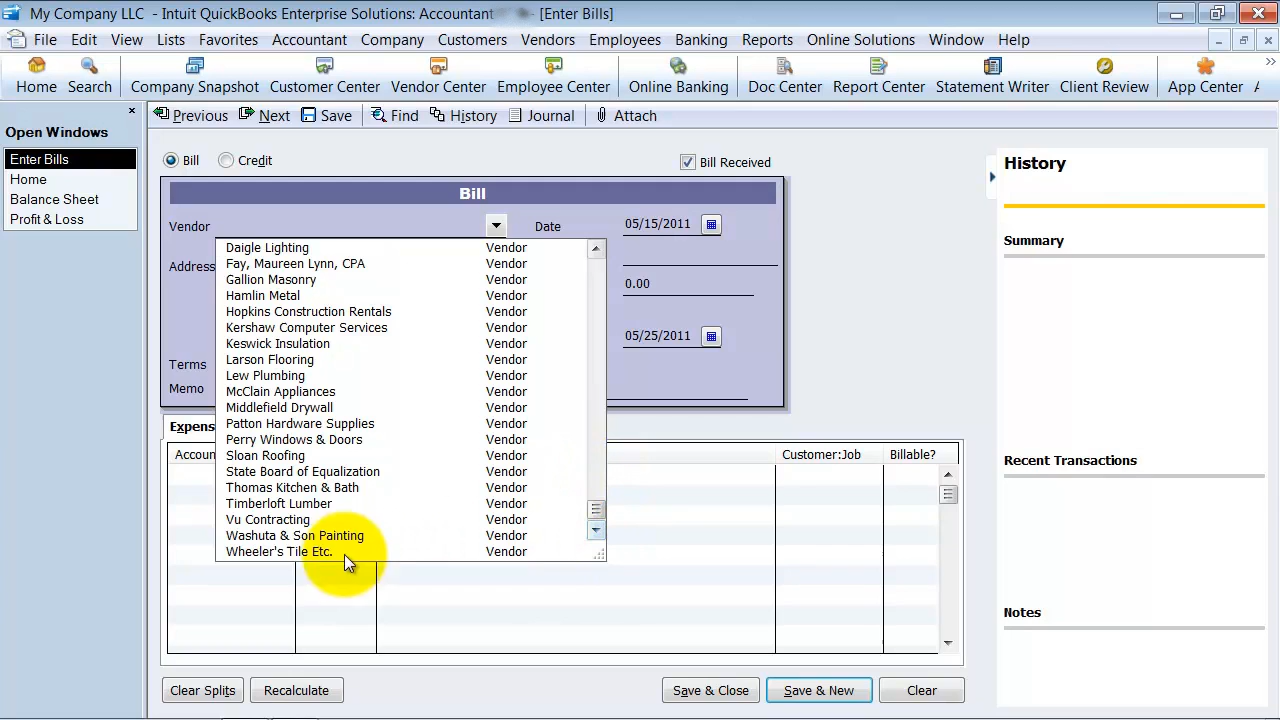 My Company LLC - Intuit QuickBooks Enterprise Solutions: Accountant - [Enter Bills]
File Edit View Lists Favorites Accountant Company Customers Vendors Employees Banking Reports Online Solutions Window Help
Home Search Company Snapshot Customer Center Vendor Center Employee Center Online Banking Doc Center Report Center Statement Writer Client Review App Center
Open Windows
Enter Bills
Home
Balance Sheet
Profit & Loss
Previous Next Save Find History Journal Attach
Bill Credit Bill Received
Bill
Vendor Date 05/15/2011
Address
0.00
05/25/2011
Terms
Memo
Daigle Lighting Vendor
Fay, Maureen Lynn, CPA Vendor
Gallion Masonry Vendor
Hamlin Metal Vendor
Hopkins Construction Rentals Vendor
Kershaw Computer Services Vendor
Keswick Insulation Vendor
Larson Flooring Vendor
Lew Plumbing Vendor
McClain Appliances Vendor
Middlefield Drywall Vendor
Patton Hardware Supplies Vendor
Perry Windows & Doors Vendor
Sloan Roofing Vendor
State Board of Equalization Vendor
Thomas Kitchen & Bath Vendor
Timberloft Lumber Vendor
Vu Contracting Vendor
Washuta & Son Painting Vendor
Wheeler's Tile Etc. Vendor
Expens
Accoun Customer:Job Billable?
Clear Splits Recalculate Save & Close Save & New Clear
History
Summary
Recent Transactions
Notes